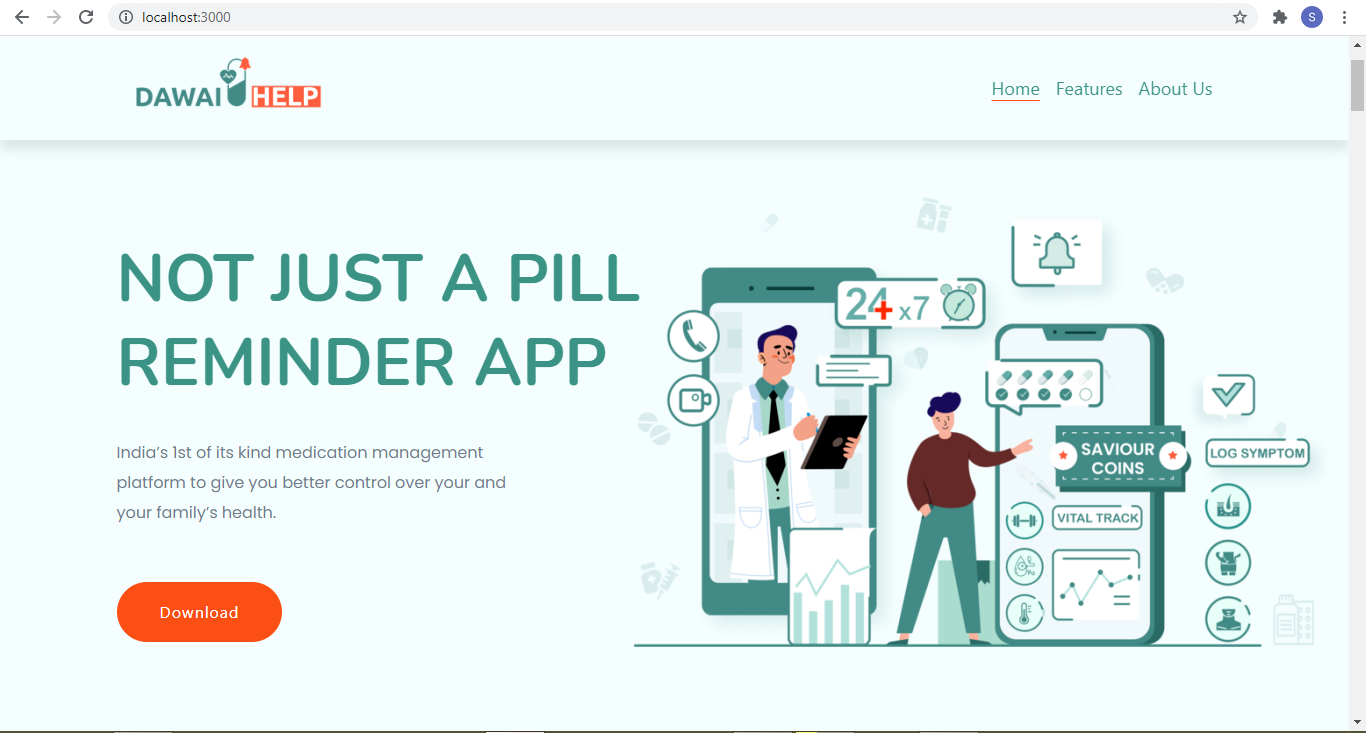 localhost:3000
S
DAWAI HELP
Home Features About Us
NOT JUST A PILL
REMINDER APP
India’s 1st of its kind medication management
platform to give you better control over your and
your family’s health.
Download
24 x7
SAVIOUR
COINS
LOG SYMPTOM
VITAL TRACK